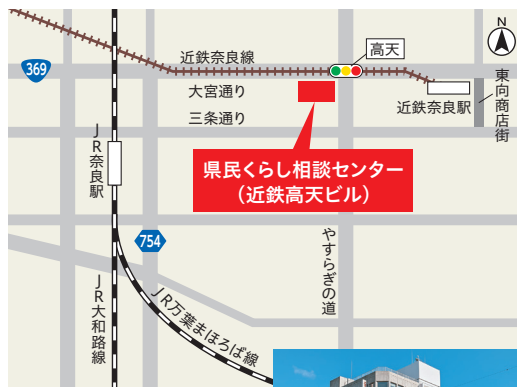 N
高天
369
近鉄奈良線
大宮通り
近鉄奈良駅
東向商店街
三条通り
JR奈良駅
県民くらし相談センター
(近鉄高天ビル)
754
やすらぎの道
JR大和路線
JR万葉まほろば線